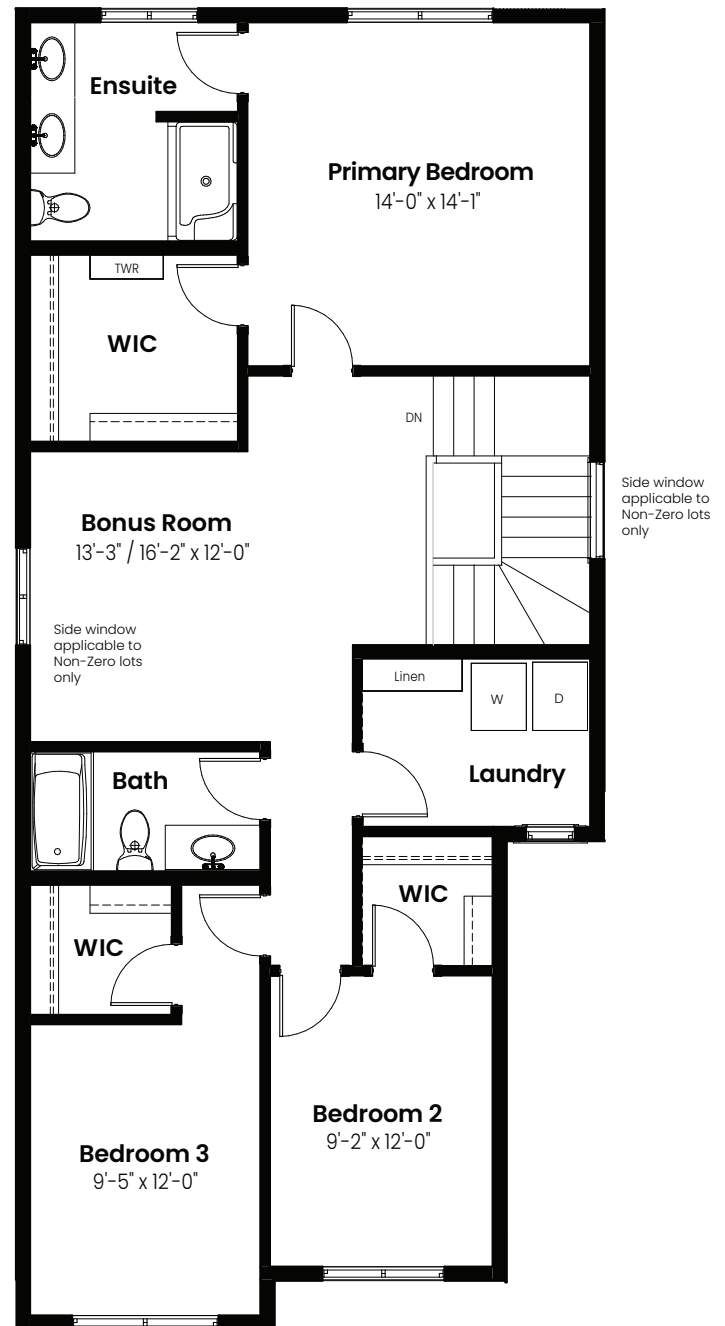 Ensuite
Primary Bedroom
14'-0" x 14'-1"
TWR
WIC
DN
Bonus Room
13'-3" / 16'-2" x 12'-0"
Side window
applicable to
Non-Zero lots
only
Side window
applicable to
Non-Zero lots
only
Linen
W
D
Laundry
Bath
WIC
WIC
Bedroom 2
9'-2" x 12'-0"
Bedroom 3
9'-5" x 12'-0"